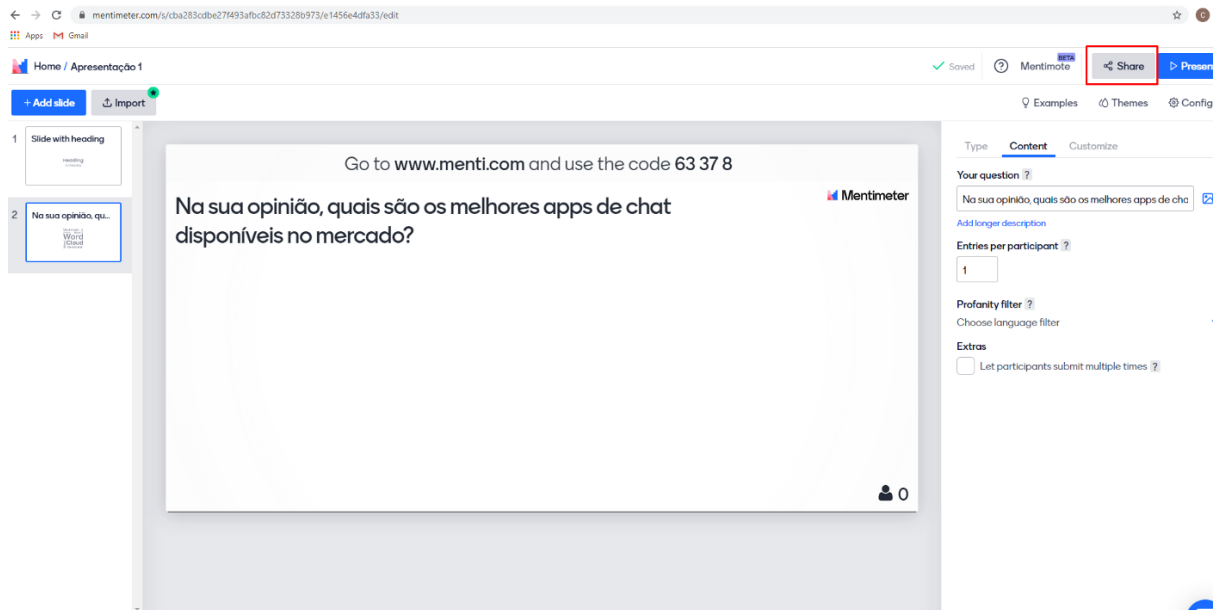 mentimeter.com/s/cba283cdbe27f493afbc82d73328b973/e1456e4dfa33/edit
C
Apps
Gmail
Home / Apresentação 1
Saved
?
Mentimote
BETA
Share
Presen
+ Add slide
Import
Examples
Themes
Config
1
Slide with heading
Heading
2
Na sua opinião, qu...
Word
Cloud
Go to www.menti.com and use the code 63 37 8
Mentimeter
Na sua opinião, quais são os melhores apps de chat
disponíveis no mercado?
0
Type
Content
Customize
Your question ?
Na sua opinião, quais são os melhores apps de cha
Add longer description
Entries per participant ?
1
Profanity filter ?
Choose language filter
Extras
Let participants submit multiple times ?